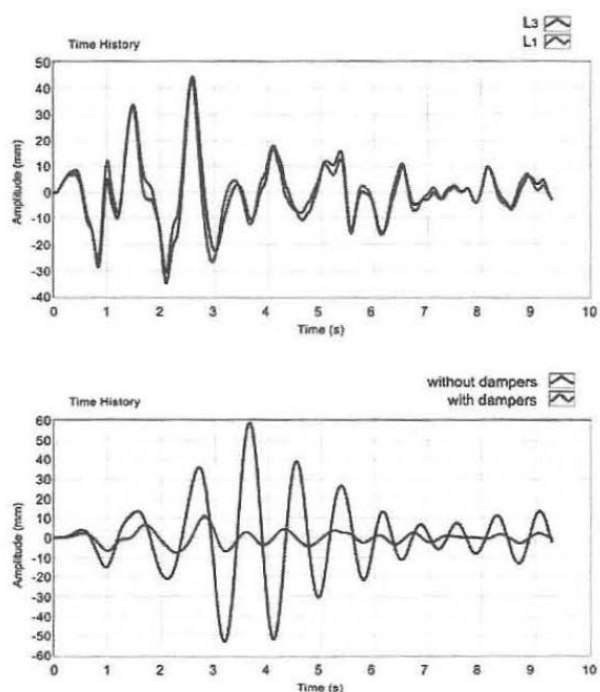 L3
Time History
L1
50
40
30
20
10
0
-10
-20
-30
-40
Amplitude (mm)
0 1 2 3 4 5 6 7 8 9 10
Time (s)
without dampers
Time History
with dampers
60
50
40
30
20
10
0
-10
-20
-30
-40
-50
-60
Amplitude (mm)
0 1 2 3 4 5 6 7 8 9 10
Time (s)